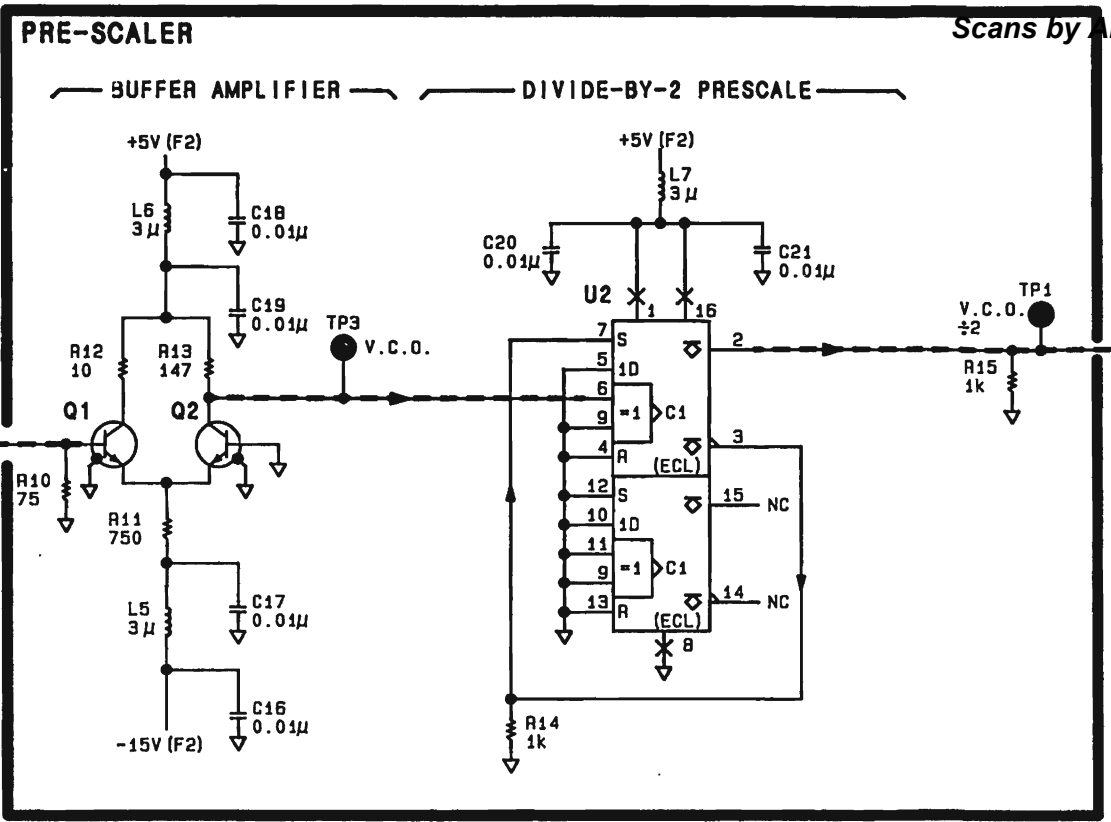 PRE-SCALER
Scans by
BUFFER AMPLIFIER
DIVIDE-BY-2 PRESCALE
+5V (F2)
L6
3μ
C18
0.01μ
C19
0.01μ
R12
10
R13
147
TP3
V.C.O.
Q1
Q2
R10
75
R11
750
L5
3μ
C17
0.01μ
C16
0.01μ
-15V (F2)
+5V (F2)
L7
3μ
C20
0.01μ
C21
0.01μ
U2
1
16
7
S
5
1D
6
=1
C1
9
4
R
(ECL)
2
3
12
S
10
1D
11
=1
C1
9
13
R
(ECL)
15
NC
14
NC
8
R14
1k
TP1
V.C.O.
÷2
R15
1k